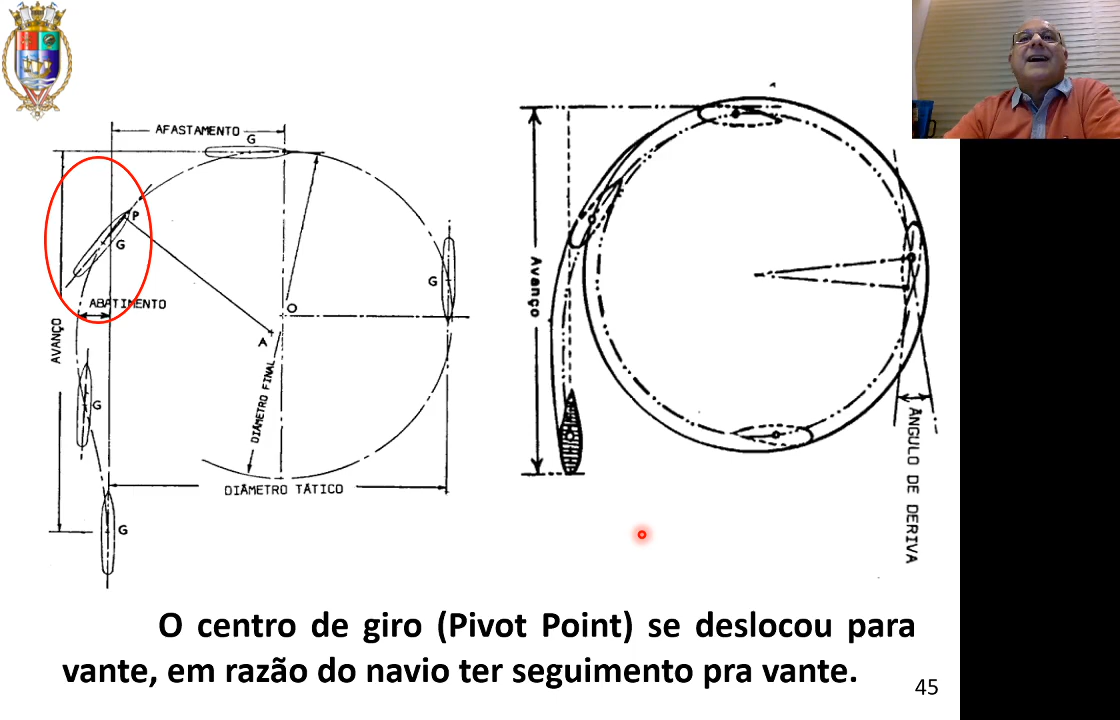 AFASTAMENTO
G
P
G
ABATIMENTO
O
G
A
AVANÇO
DIÂMETRO FINAL
G
DIÂMETRO TÁTICO
G
Avanço
ÂNGULO DE DERIVA
O centro de giro (Pivot Point) se deslocou para
vante, em razão do navio ter seguimento pra vante.
45